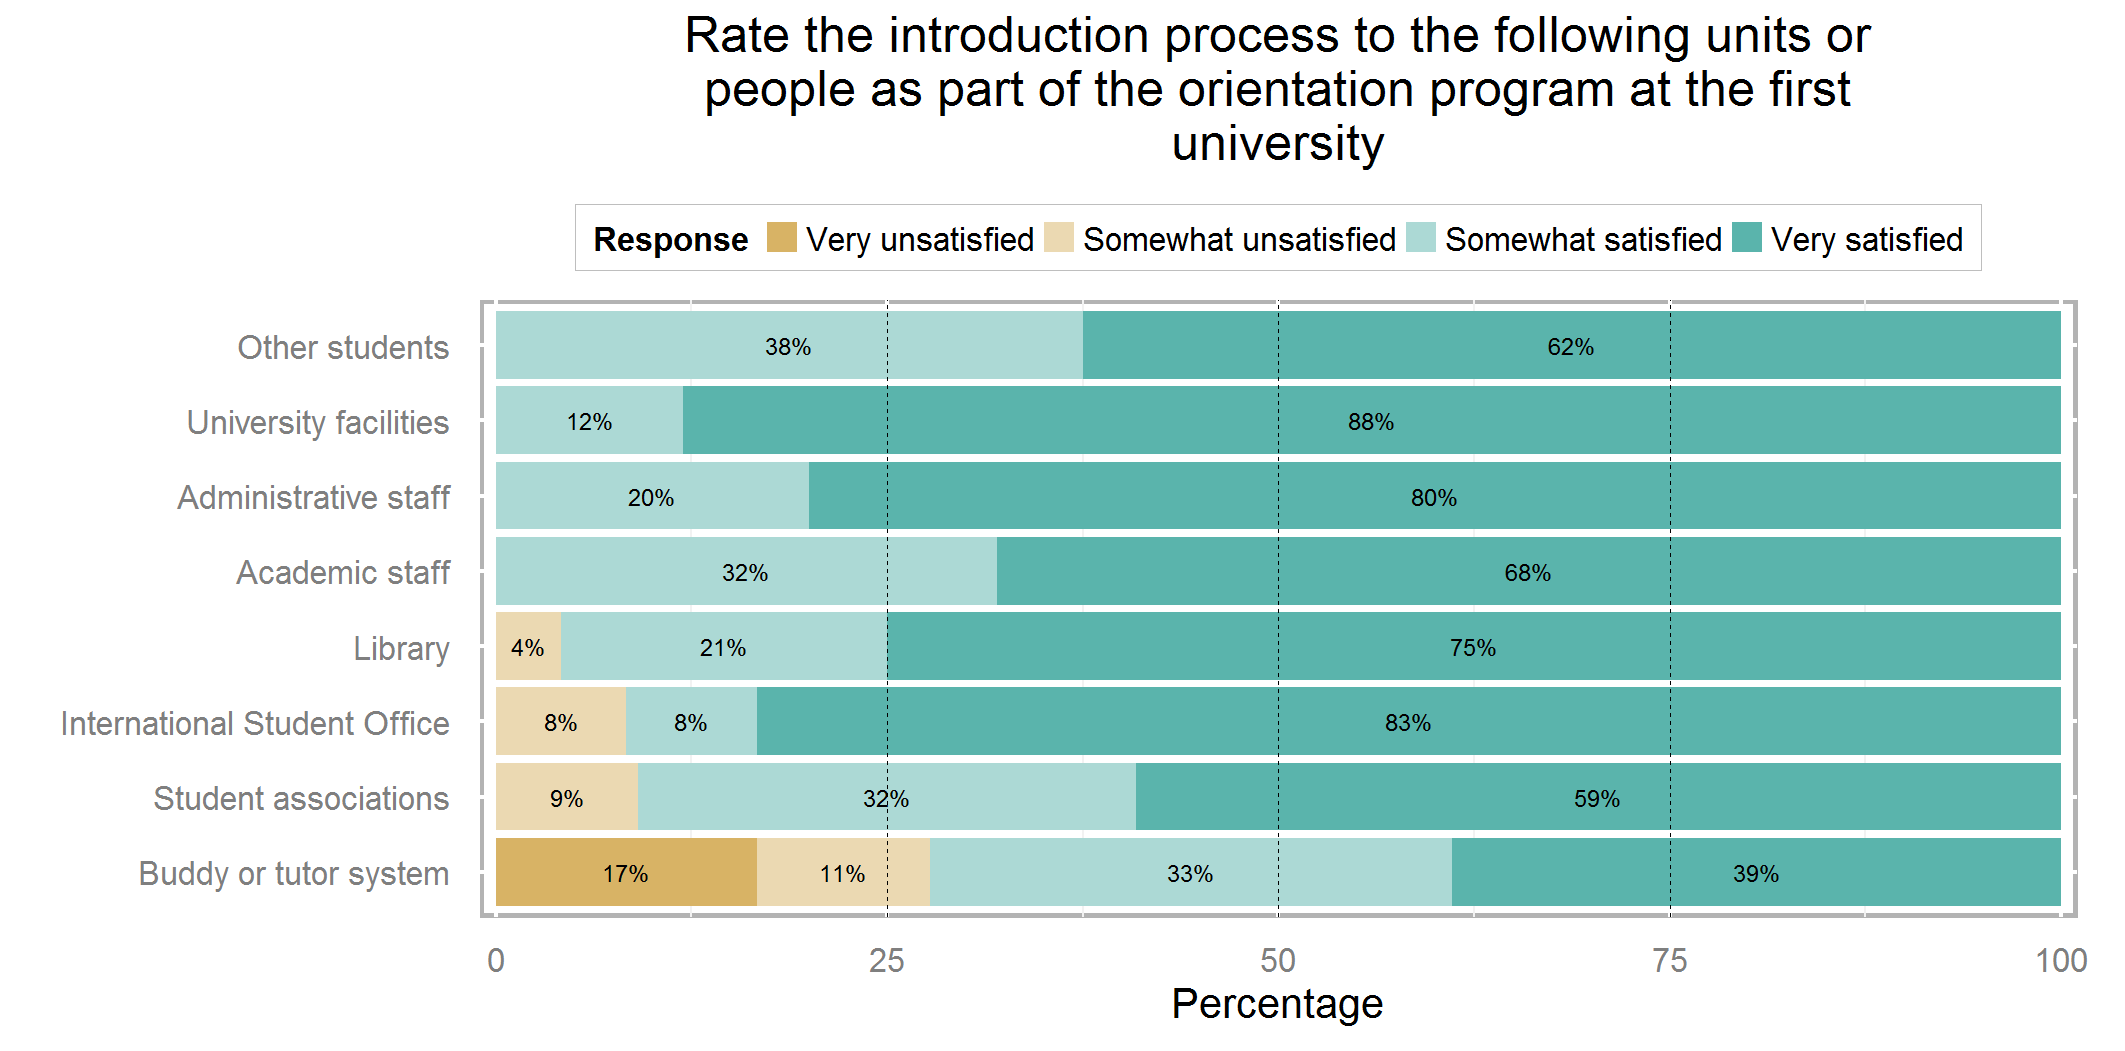 Rate the introduction process to the following units or
people as part of the orientation program at the first
university
Response Very unsatisfied Somewhat unsatisfied Somewhat satisfied Very satisfied
Other students 38% 62%
University facilities 12% 88%
Administrative staff 20% 80%
Academic staff 32% 68%
Library 4% 21% 75%
International Student Office 8% 8% 83%
Student associations 9% 32% 59%
Buddy or tutor system 17% 11% 33% 39%
0 25 50 75 100
Percentage